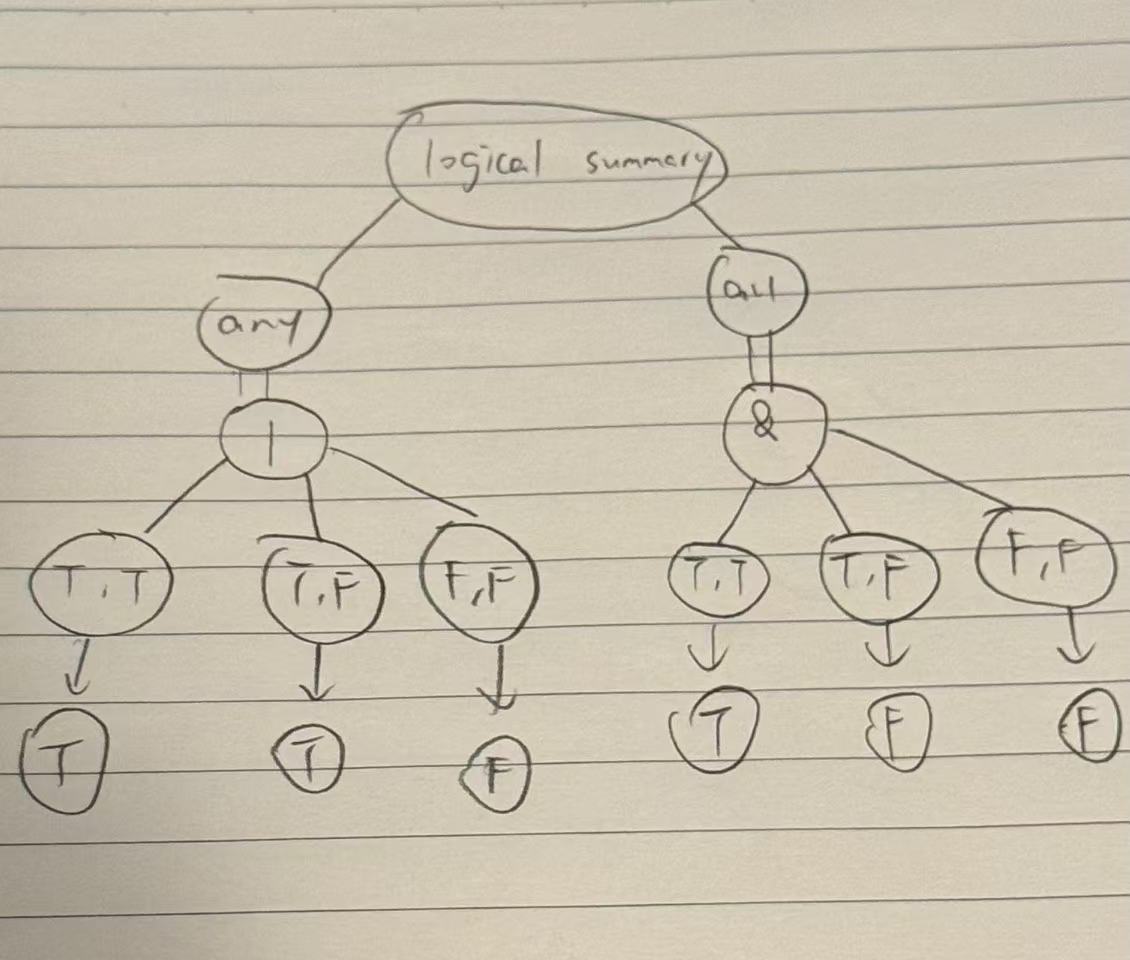 logical summary
any
all
|
&
T, T
T, F
F, F
T, T
T, F
F, F
T
T
F
T
F
F